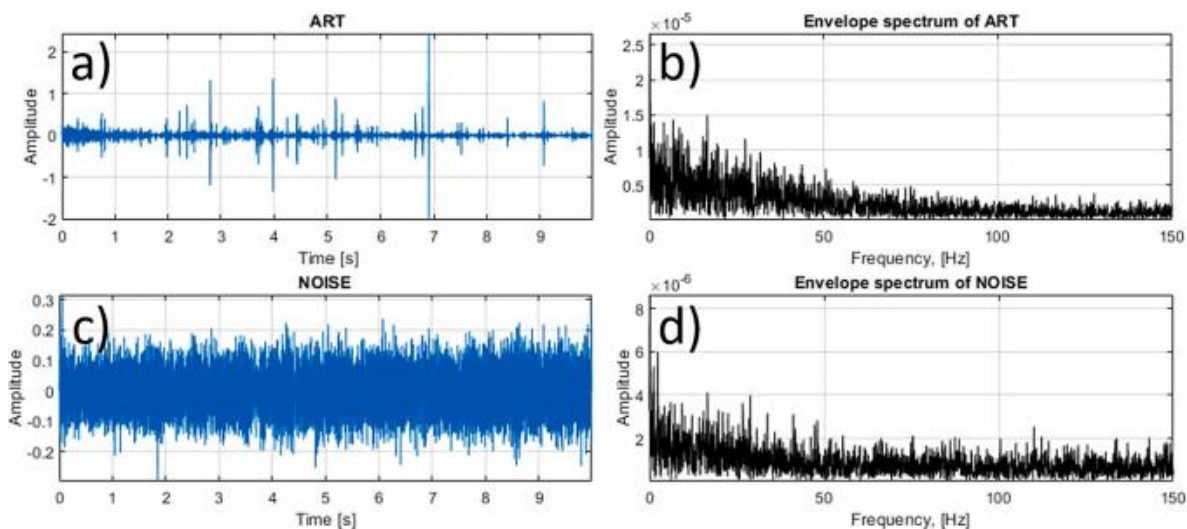 ART
a)
Amplitude
2
1
0
-1
-2
0 1 2 3 4 5 6 7 8 9
Time [s]
Envelope spectrum of ART
×10⁻⁵
b)
Amplitude
2.5
2
1.5
1
0.5
0 50 100 150
Frequency, [Hz]
NOISE
c)
Amplitude
0.3
0.2
0.1
0
-0.1
-0.2
0 1 2 3 4 5 6 7 8 9
Time [s]
Envelope spectrum of NOISE
×10⁻⁶
d)
Amplitude
8
6
4
2
0 50 100 150
Frequency, [Hz]